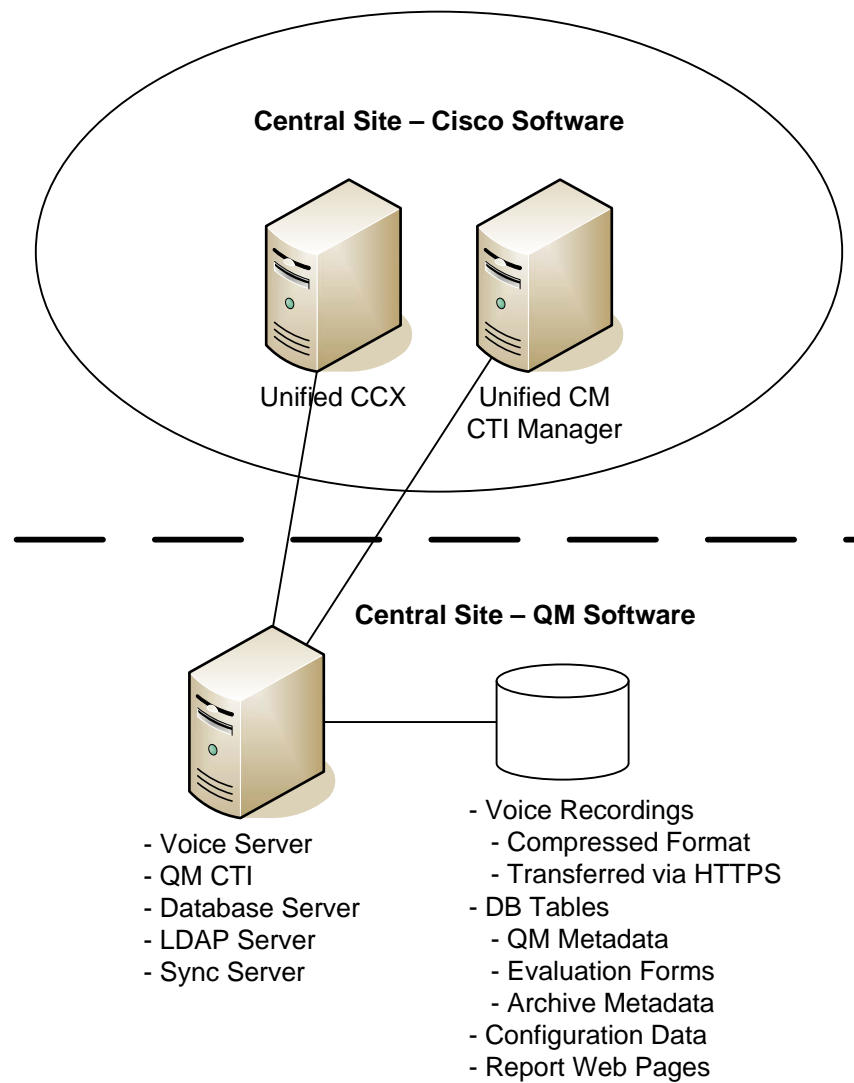 Central Site – Cisco Software
Unified CCX
Unified CM
CTI Manager
Central Site – QM Software
- Voice Server
- QM CTI
- Database Server
- LDAP Server
- Sync Server
- Voice Recordings
- Compressed Format
- Transferred via HTTPS
- DB Tables
- QM Metadata
- Evaluation Forms
- Archive Metadata
- Configuration Data
- Report Web Pages